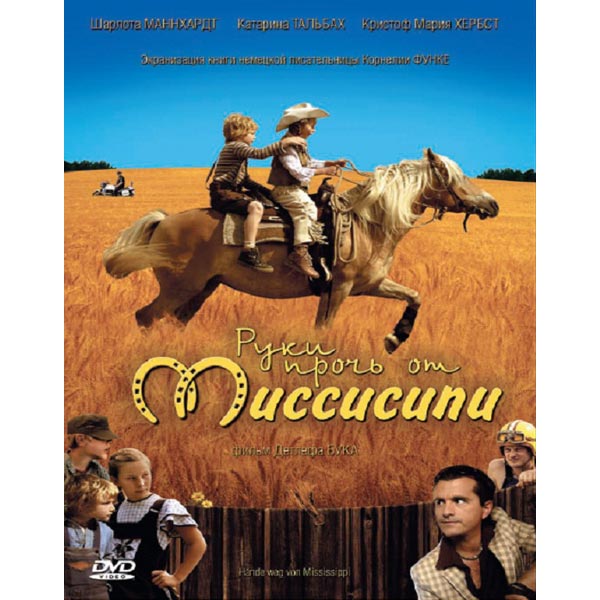 Шарлота МАННХАРДТ Катарина ТАЛЬБАХ Кристоф Мария ХЕРБСТ
Экранизация книги немецкой писательницы Корнелии ФУНКЕ
Руки
прочь от
Миссисипи
фильм Детлефа БУКА
DVD
VIDEO
Hände weg von Mississippi